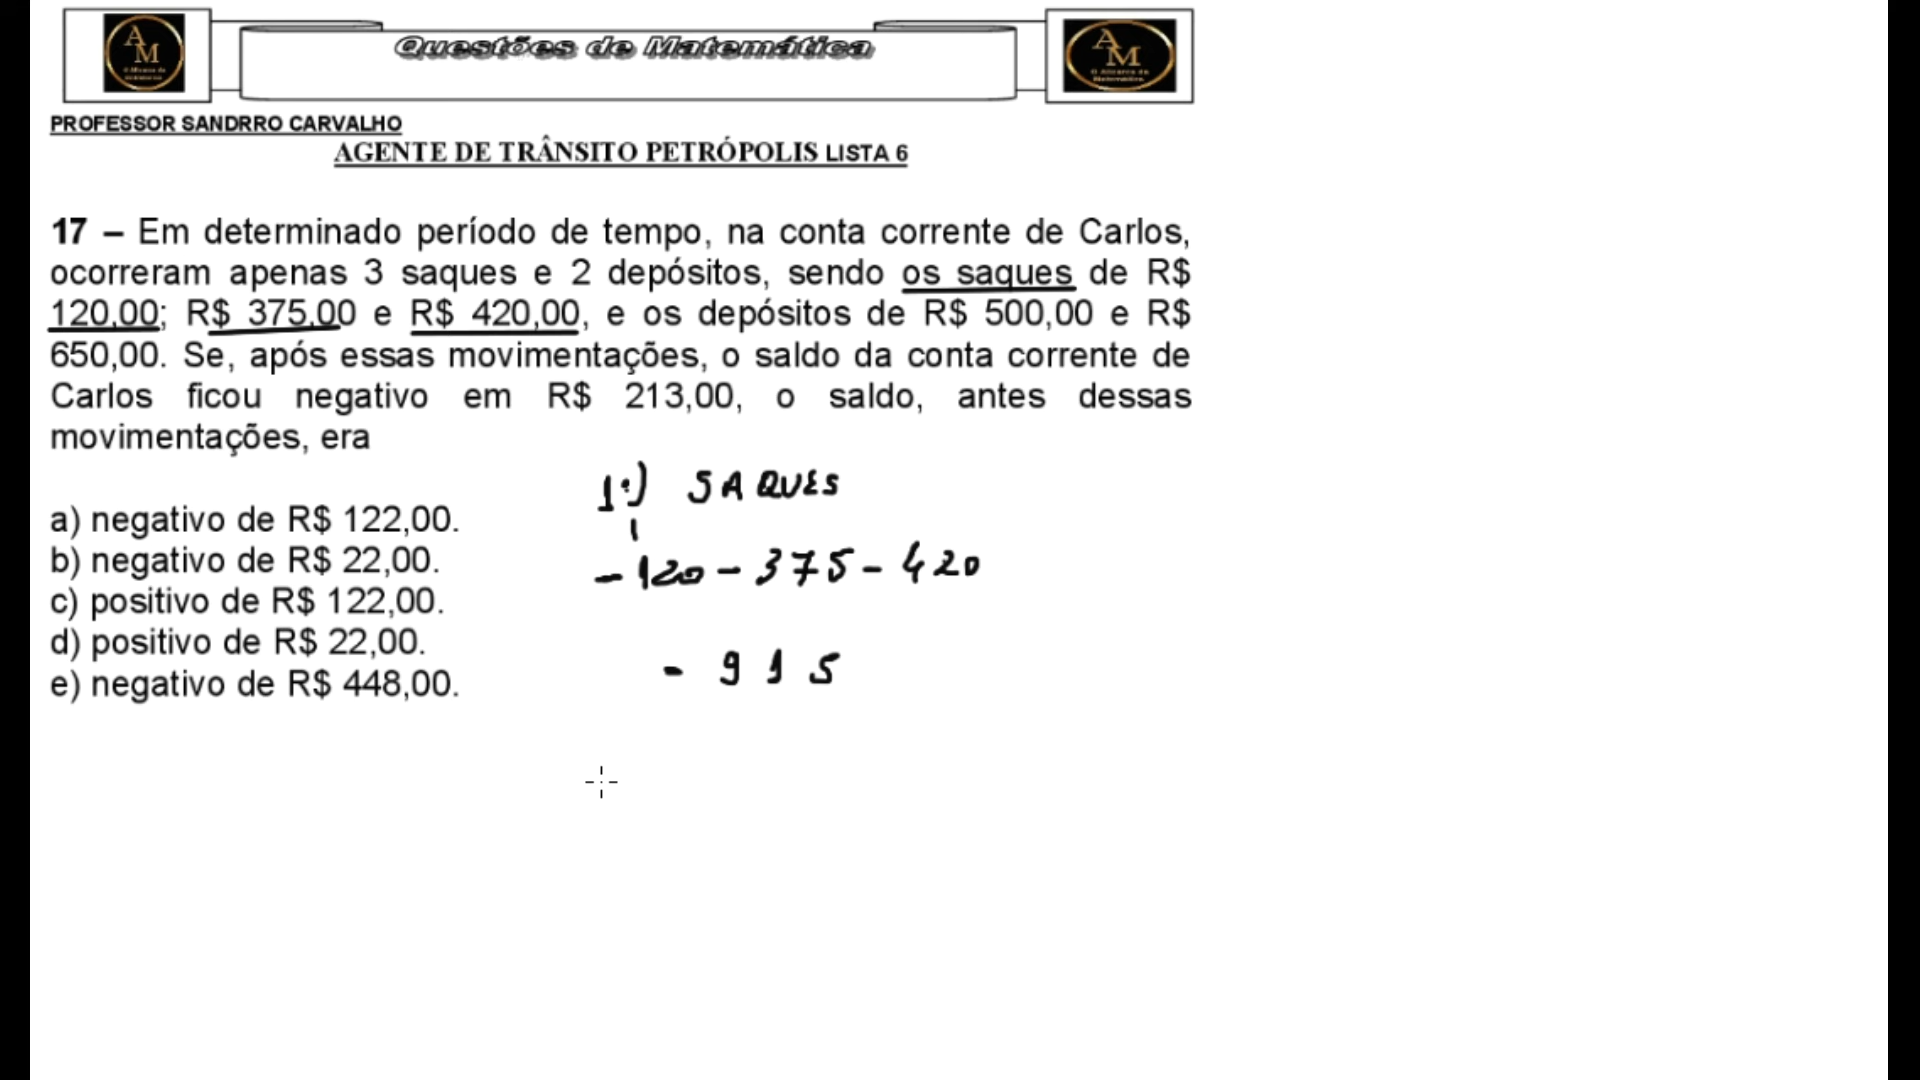 A
M
Questões de Matemática
A
M
PROFESSOR SANDRRO CARVALHO
AGENTE DE TRÂNSITO PETRÓPOLIS LISTA 6
17 – Em determinado período de tempo, na conta corrente de Carlos,
ocorreram apenas 3 saques e 2 depósitos, sendo os saques de R$
120,00; R$ 375,00 e R$ 420,00, e os depósitos de R$ 500,00 e R$
650,00. Se, após essas movimentações, o saldo da conta corrente de
Carlos ficou negativo em R$ 213,00, o saldo, antes dessas
movimentações, era
a) negativo de R$ 122,00.
b) negativo de R$ 22,00.
c) positivo de R$ 122,00.
d) positivo de R$ 22,00.
e) negativo de R$ 448,00.
1º) SAQUES
- 120 - 375 - 420
- 915